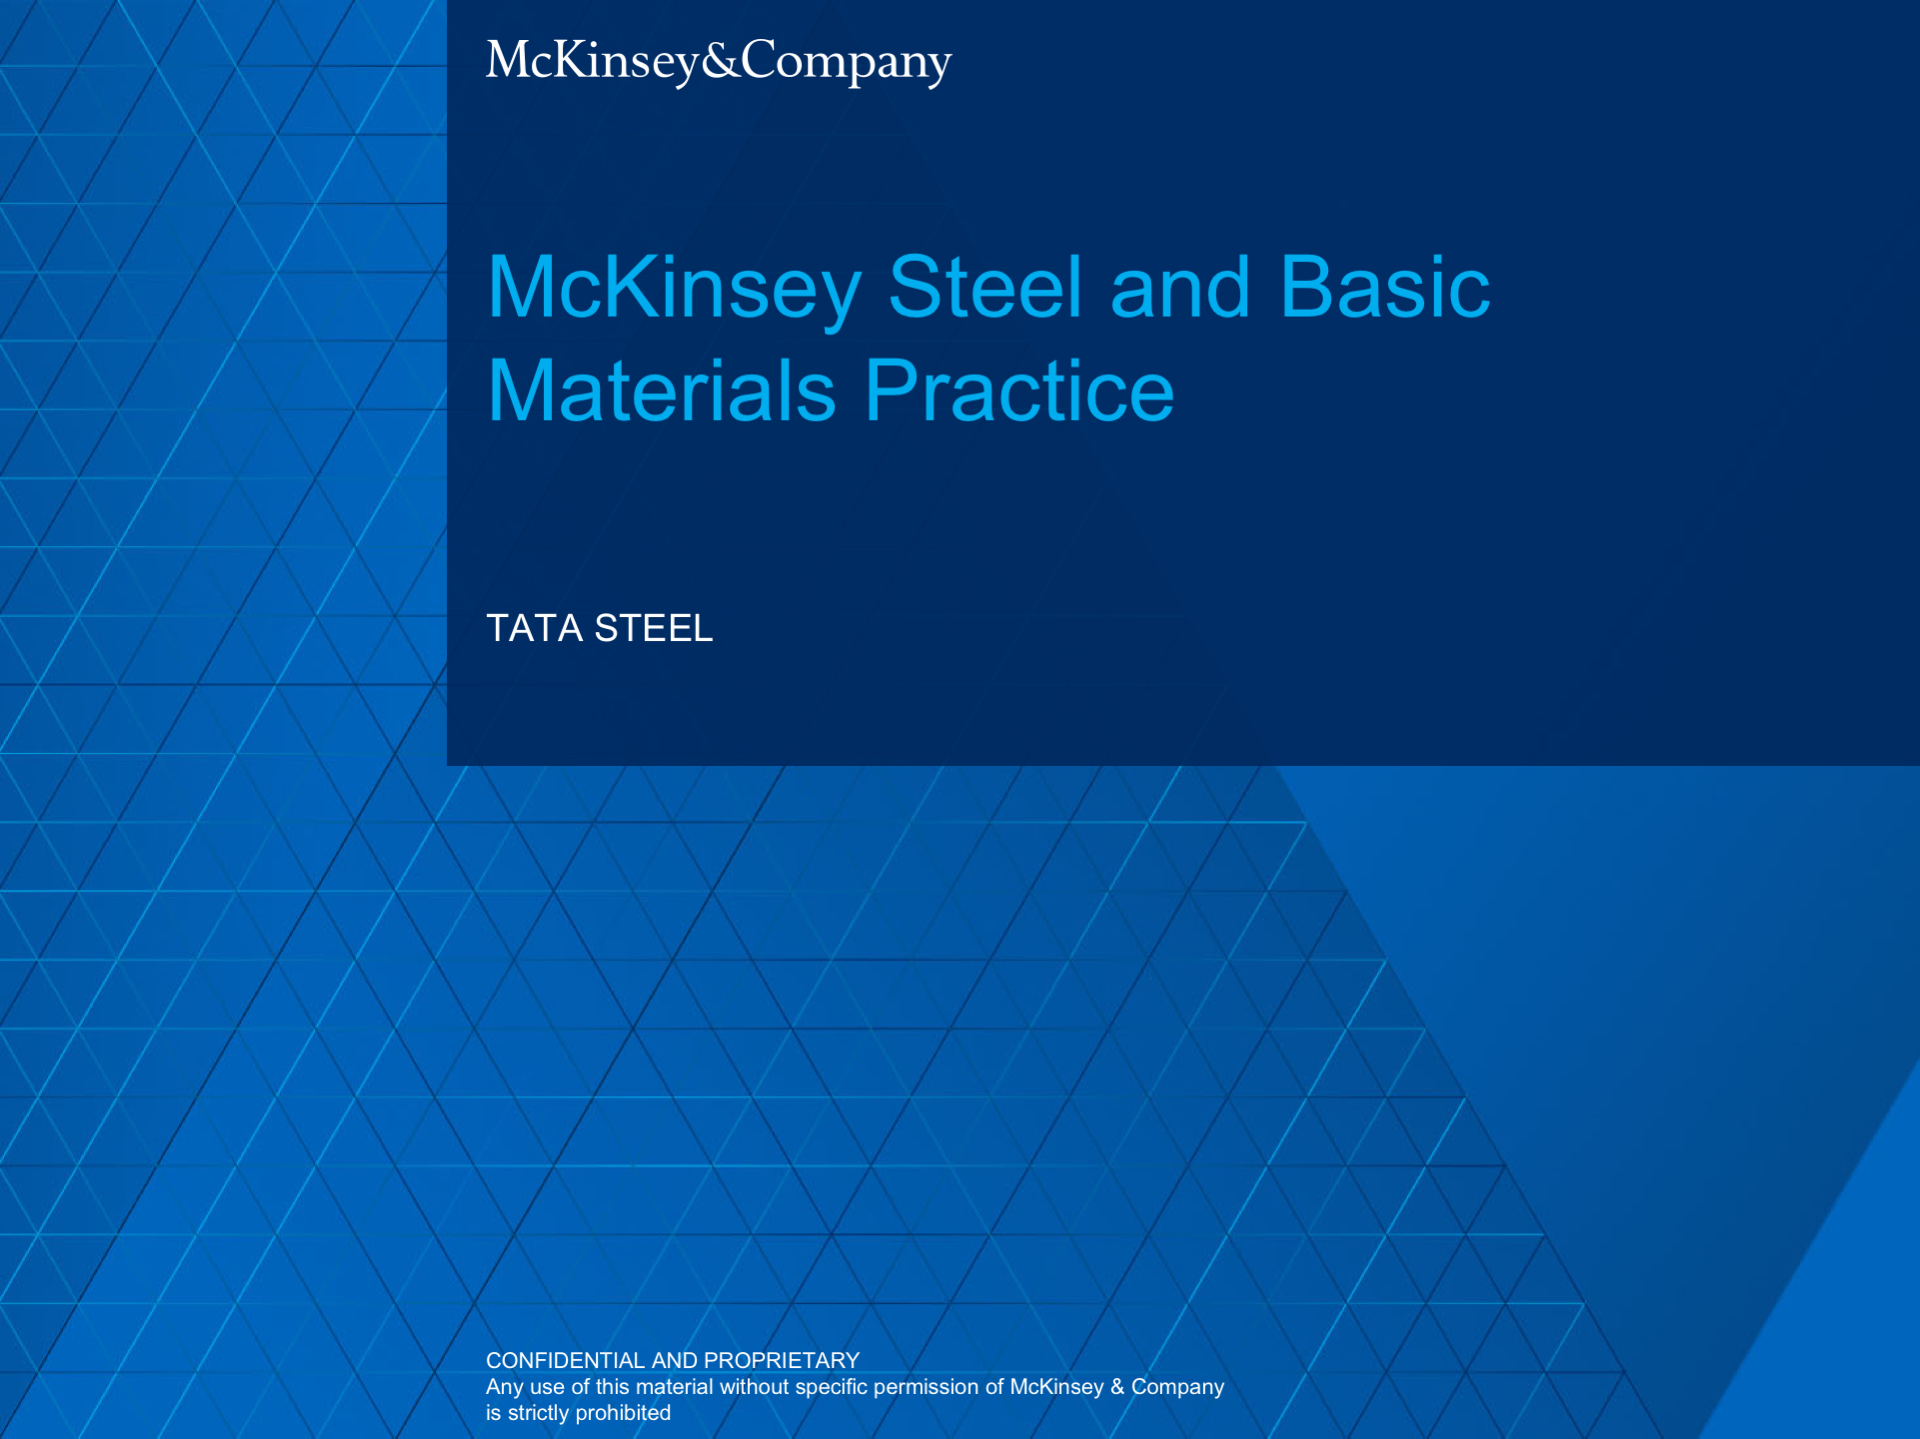 McKinsey&Company
McKinsey Steel and Basic
Materials Practice
TATA STEEL
CONFIDENTIAL AND PROPRIETARY
Any use of this material without specific permission of McKinsey & Company
is strictly prohibited